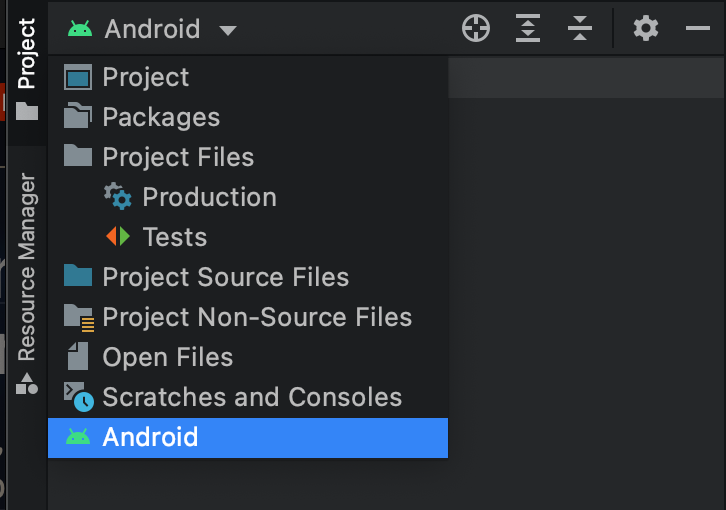 Project
Resource Manager
Android
Project
Packages
Project Files
Production
Tests
Project Source Files
Project Non-Source Files
Open Files
Scratches and Consoles
Android